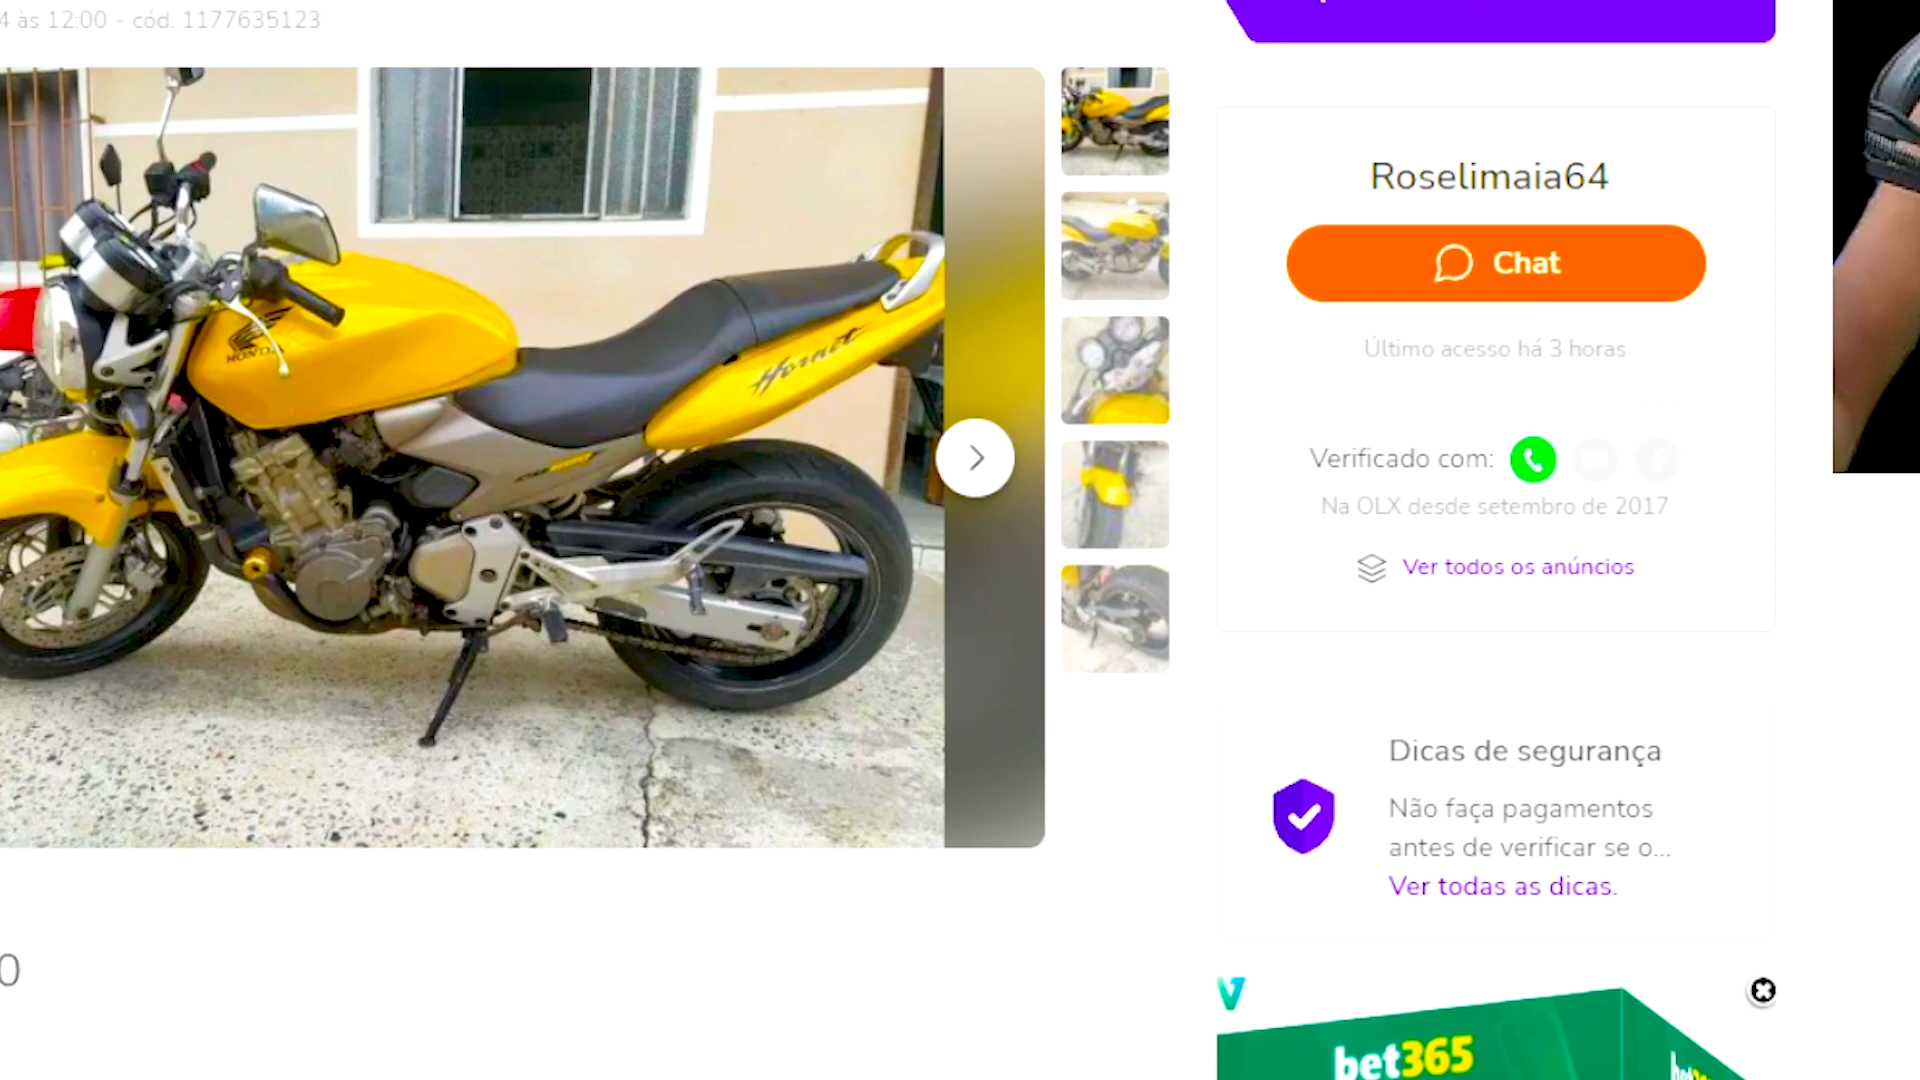 4 às 12:00 - cód. 1177635123
HONDA
Hornet
Roselimaia64
Chat
Último acesso há 3 horas
Verificado com:
Na OLX desde setembro de 2017
Ver todos os anúncios
Dicas de segurança
Não faça pagamentos
antes de verificar se o...
Ver todas as dicas.
0
bet365